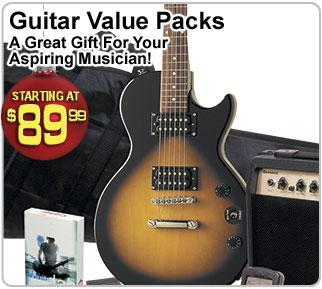 Guitar Value Packs
A Great Gift For Your
Aspiring Musician!
STARTING AT
$89.99